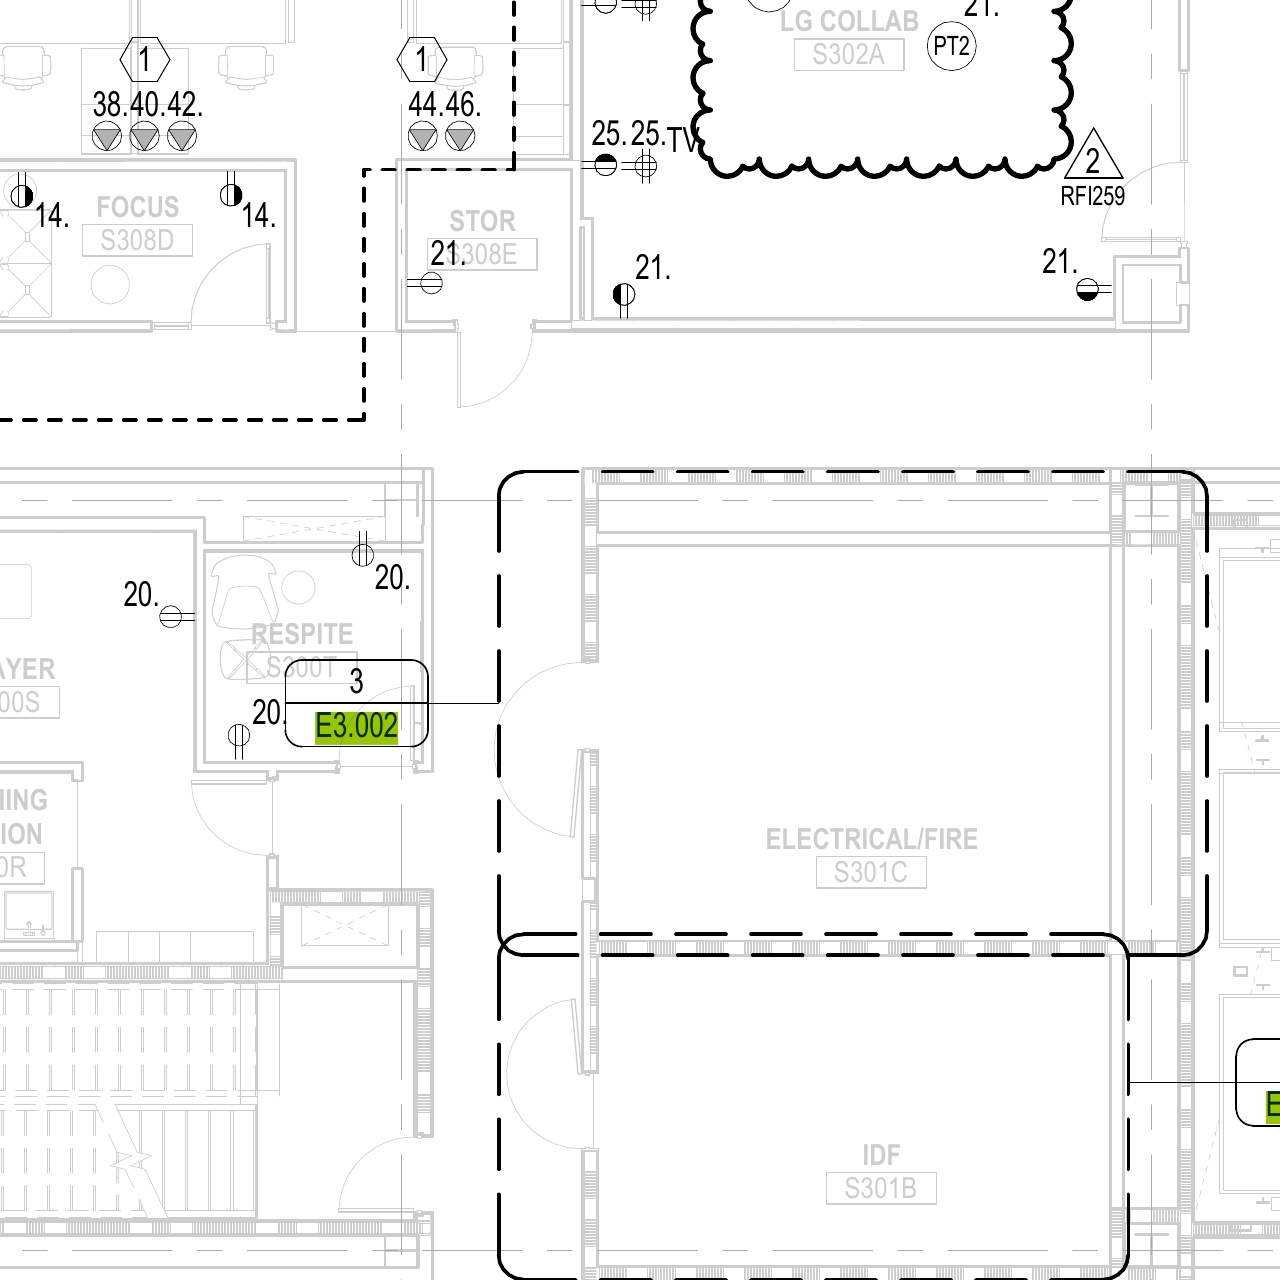 21.
LG COLLAB
S302A
PT2
1
1
38.40.42.
44.46.
25.25.TV
2
RFI259
14.
FOCUS
S308D
14.
STOR
S308E
21.
21.
21.
20.
20.
RESPITE
S300T
AYER
00S
3
E3.002
20.
ELECTRICAL/FIRE
S301C
ING
ION
0R
IDF
S301B